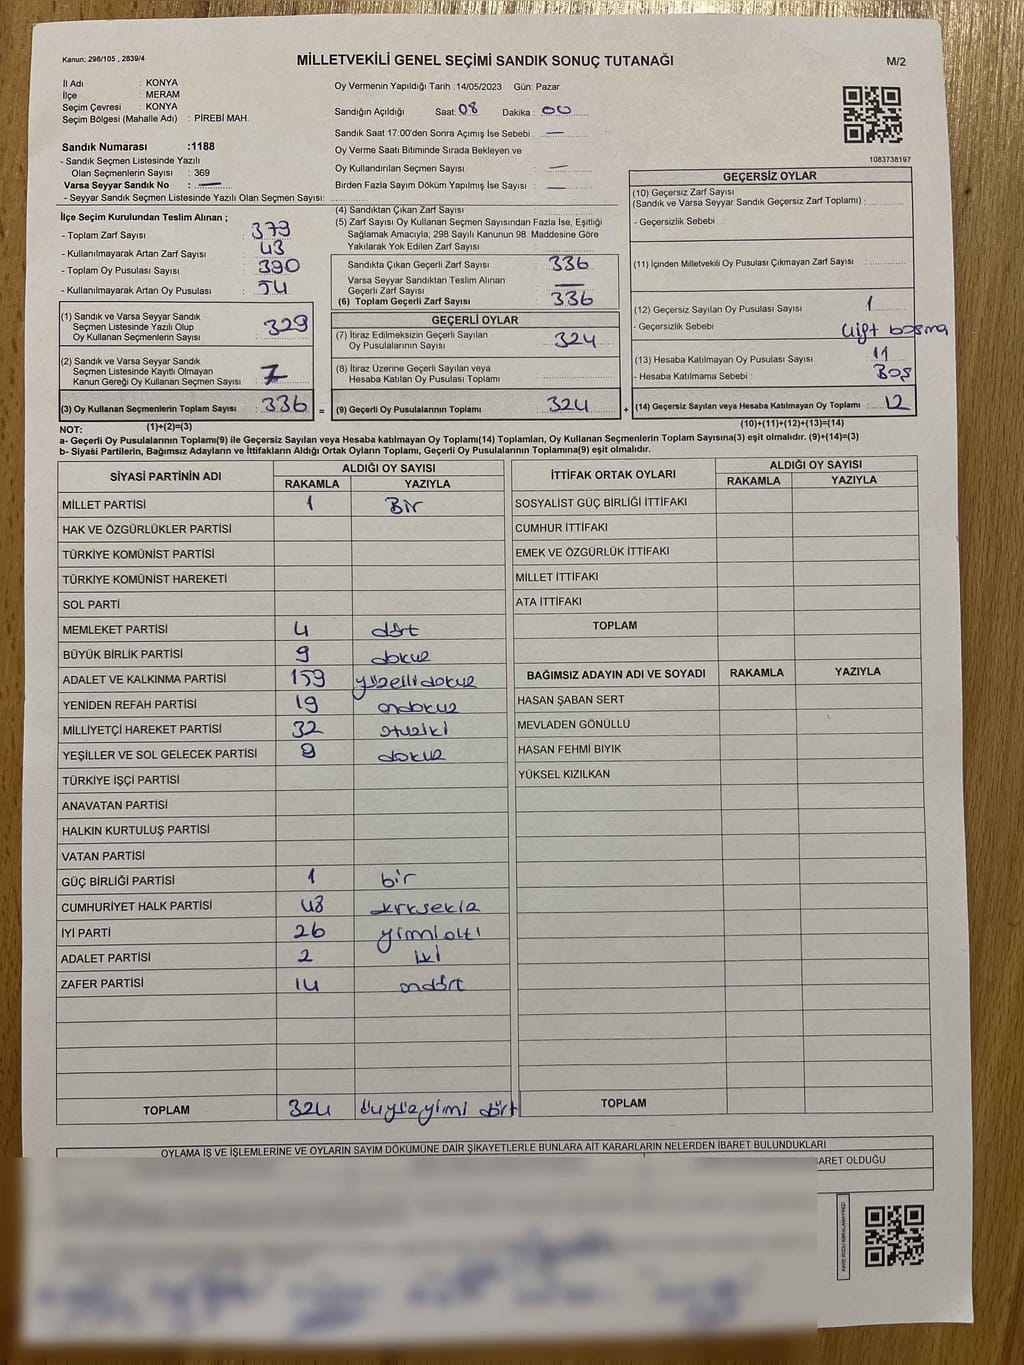 Kanun; 298/105 , 2839/4
MİLLETVEKİLİ GENEL SEÇİMİ SANDIK SONUÇ TUTANAĞI
M/2
İl Adı : KONYA
İlçe : MERAM
Seçim Çevresi : KONYA
Seçim Bölgesi (Mahalle Adı) : PİREBİ MAH.
Sandık Numarası :1188
- Sandık Seçmen Listesinde Yazılı
Olan Seçmenlerin Sayısı : 369
Varsa Seyyar Sandık No : —
- Seyyar Sandık Seçmen Listesinde Yazılı Olan Seçmen Sayısı:
Oy Vermenin Yapıldığı Tarih : 14/05/2023 Gün: Pazar
Sandığın Açıldığı Saat: 08 Dakika : 00
Sandık Saat 17:00'den Sonra Açımış İse Sebebi : —
Oy Verme Saati Bitiminde Sırada Bekleyen ve
Oy Kullandırılan Seçmen Sayısı : —
Birden Fazla Sayım Döküm Yapılmış İse Sayısı : —
1083738197
İlçe Seçim Kurulundan Teslim Alınan ;
- Toplam Zarf Sayısı : 379
- Kullanılmayarak Artan Zarf Sayısı : 43
- Toplam Oy Pusulası Sayısı : 390
- Kullanılmayarak Artan Oy Pusulası : 54
(1) Sandık ve Varsa Seyyar Sandık
Seçmen Listesinde Yazılı Olup
Oy Kullanan Seçmenlerin Sayısı : 329
(2) Sandık ve Varsa Seyyar Sandık
Seçmen Listesinde Kayıtlı Olmayan
Kanun Gereği Oy Kullanan Seçmen Sayısı : 7
(3) Oy Kullanan Seçmenlerin Toplam Sayısı : 336 =
(4) Sandıktan Çıkan Zarf Sayısı :
(5) Zarf Sayısı Oy Kullanan Seçmen Sayısından Fazla İse, Eşitliği
Sağlamak Amacıyla; 298 Sayılı Kanunun 98. Maddesine Göre
Yakılarak Yok Edilen Zarf Sayısı :
Sandıkta Çıkan Geçerli Zarf Sayısı : 336
Varsa Seyyar Sandıktan Teslim Alınan
Geçerli Zarf Sayısı : —
(6) Toplam Geçerli Zarf Sayısı : 336
GEÇERLİ OYLAR
(7) İtiraz Edilmeksizin Geçerli Sayılan
Oy Pusulalarının Sayısı : 324
(8) İtiraz Üzerine Geçerli Sayılan veya
Hesaba Katılan Oy Pusulası Toplamı :
(9) Geçerli Oy Pusulalarının Toplamı : 324 +
GEÇERSİZ OYLAR
(10) Geçersiz Zarf Sayısı
(Sandık ve Varsa Seyyar Sandık Geçersiz Zarf Toplamı) :
- Geçersizlik Sebebi :
(11) İçinden Milletvekili Oy Pusulası Çıkmayan Zarf Sayısı :
(12) Geçersiz Sayılan Oy Pusulası Sayısı : 1
- Geçersizlik Sebebi : çift basma
(13) Hesaba Katılmayan Oy Pusulası Sayısı : 11
- Hesaba Katılmama Sebebi : Boş
(14) Geçersiz Sayılan veya Hesaba Katılmayan Oy Toplamı : 12
NOT: (1)+(2)=(3)
(10)+(11)+(12)+(13)=(14)
a- Geçerli Oy Pusulalarının Toplamı(9) ile Geçersiz Sayılan veya Hesaba katılmayan Oy Toplamı(14) Toplamları, Oy Kullanan Seçmenlerin Toplam Sayısına(3) eşit olmalıdır. (9)+(14)=(3)
b- Siyasi Partilerin, Bağımsız Adayların ve İttifakların Aldığı Ortak Oyların Toplamı, Geçerli Oy Pusulalarının Toplamına(9) eşit olmalıdır.
SİYASİ PARTİNİN ADI
ALDIĞI OY SAYISI
RAKAMLA YAZIYLA
MİLLET PARTİSİ 1 Bir
HAK VE ÖZGÜRLÜKLER PARTİSİ
TÜRKİYE KOMÜNİST PARTİSİ
TÜRKİYE KOMÜNİST HAREKETİ
SOL PARTİ
MEMLEKET PARTİSİ 4 dört
BÜYÜK BİRLİK PARTİSİ 9 dokuz
ADALET VE KALKINMA PARTİSİ 159 yüzellidokuz
YENİDEN REFAH PARTİSİ 19 ondokuz
MİLLİYETÇİ HAREKET PARTİSİ 32 otuziki
YEŞİLLER VE SOL GELECEK PARTİSİ 9 dokuz
TÜRKİYE İŞÇİ PARTİSİ
ANAVATAN PARTİSİ
HALKIN KURTULUŞ PARTİSİ
VATAN PARTİSİ
GÜÇ BİRLİĞİ PARTİSİ 1 bir
CUMHURİYET HALK PARTİSİ 48 kırksekiz
İYİ PARTİ 26 yirmialtı
ADALET PARTİSİ 2 iki
ZAFER PARTİSİ 14 ondört
TOPLAM 324 üçyüzyirmi dört
İTTİFAK ORTAK OYLARI
ALDIĞI OY SAYISI
RAKAMLA YAZIYLA
SOSYALİST GÜÇ BİRLİĞİ İTTİFAKI
CUMHUR İTTİFAKI
EMEK VE ÖZGÜRLÜK İTTİFAKI
MİLLET İTTİFAKI
ATA İTTİFAKI
TOPLAM
BAĞIMSIZ ADAYIN ADI VE SOYADI RAKAMLA YAZIYLA
HASAN ŞABAN SERT
MEVLADEN GÖNÜLLÜ
HASAN FEHMİ BIYIK
YÜKSEL KIZILKAN
TOPLAM
OYLAMA İŞ VE İŞLEMLERİNE VE OYLARIN SAYIM DÖKÜMÜNE DAİR ŞİKAYETLERLE BUNLARA AİT KARARLARIN NELERDEN İBARET BULUNDUKLARI
BARET OLDUĞU